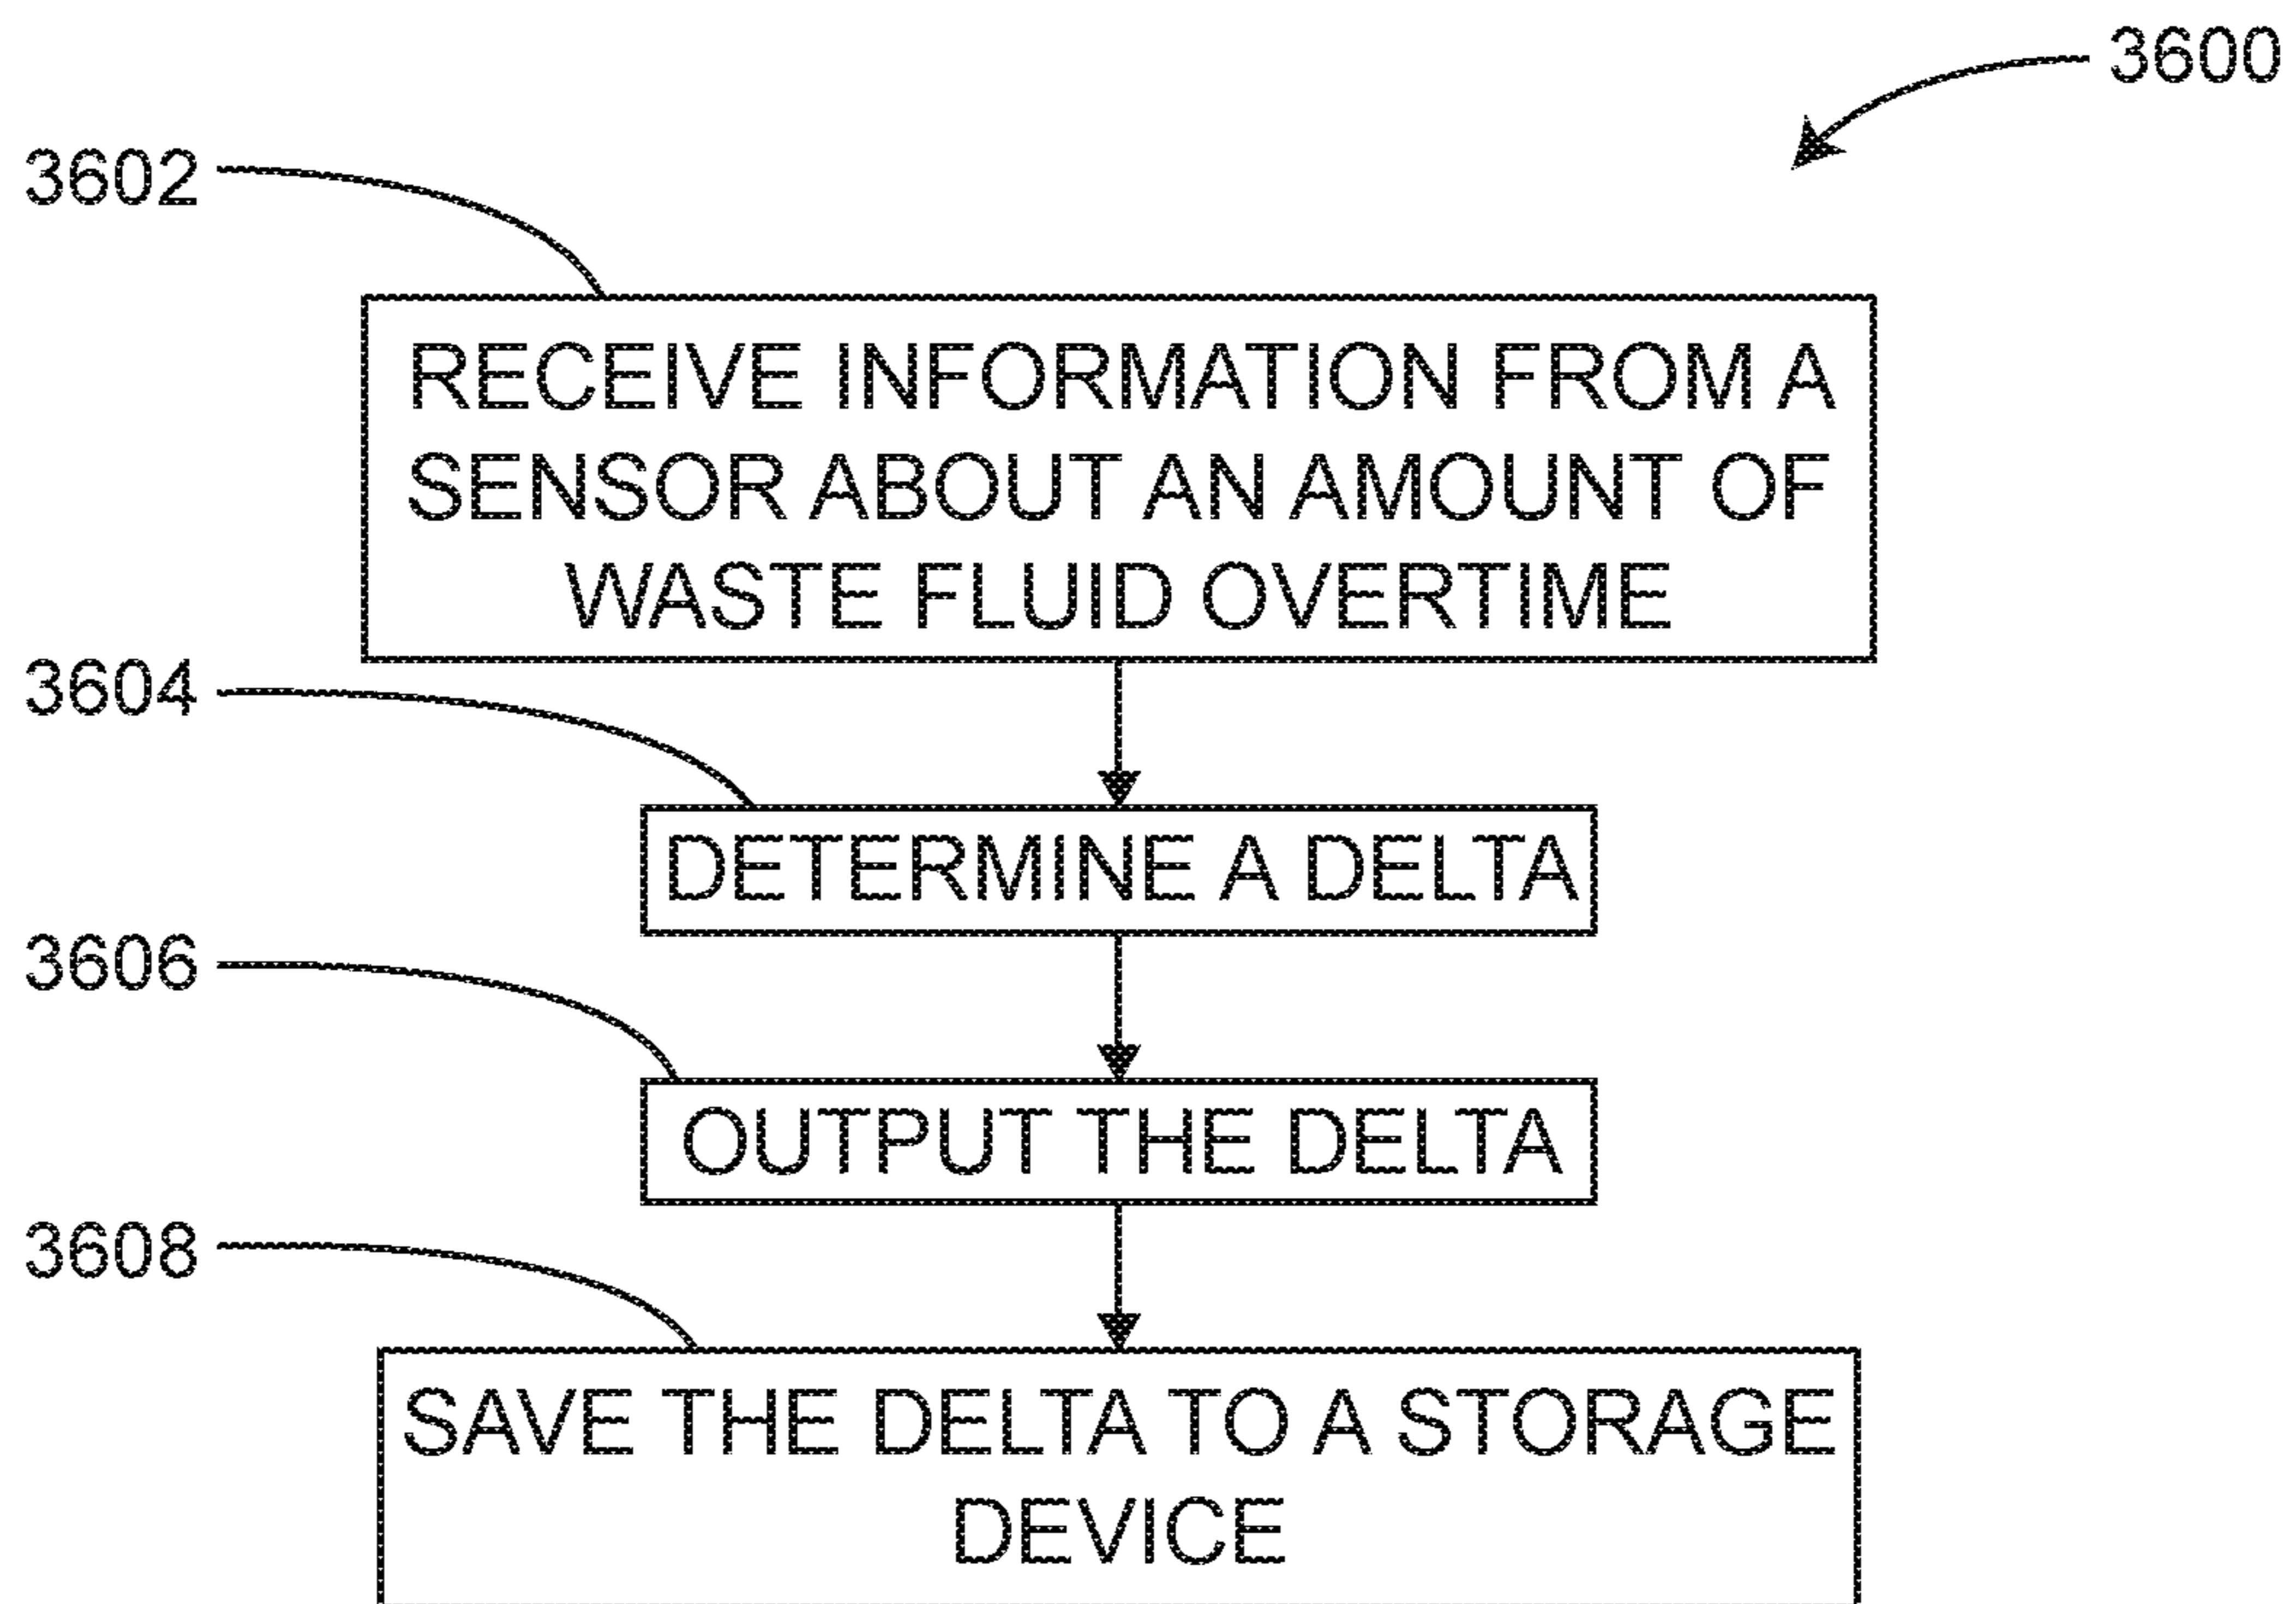 3600
3602
RECEIVE INFORMATION FROM A
SENSOR ABOUT AN AMOUNT OF
WASTE FLUID OVERTIME
3604
DETERMINE A DELTA
3606
OUTPUT THE DELTA
3608
SAVE THE DELTA TO A STORAGE
DEVICE